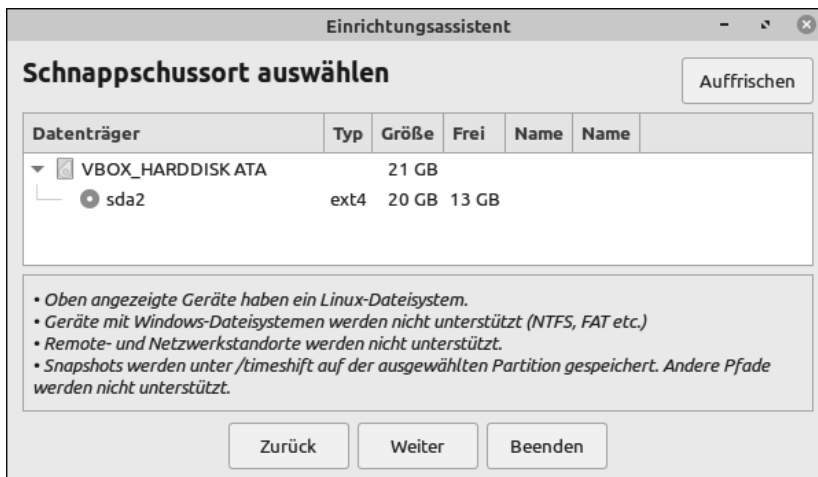 Einrichtungsassistent
Schnappschussort auswählen
Auffrischen
Datenträger Typ Größe Frei Name Name
VBOX_HARDDISK ATA 21 GB
sda2 ext4 20 GB 13 GB
• Oben angezeigte Geräte haben ein Linux-Dateisystem.
• Geräte mit Windows-Dateisystemen werden nicht unterstützt (NTFS, FAT etc.)
• Remote- und Netzwerkstandorte werden nicht unterstützt.
• Snapshots werden unter /timeshift auf der ausgewählten Partition gespeichert. Andere Pfade
werden nicht unterstützt.
Zurück Weiter Beenden